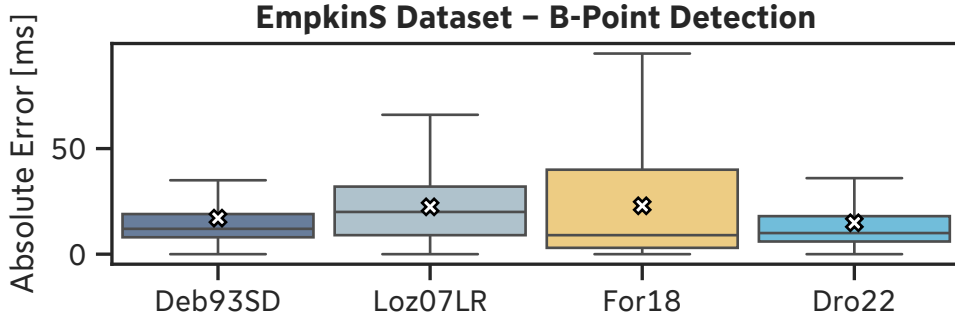 EmpkinS Dataset – B-Point Detection
Absolute Error [ms]
50
0
Deb93SD
Loz07LR
For18
Dro22